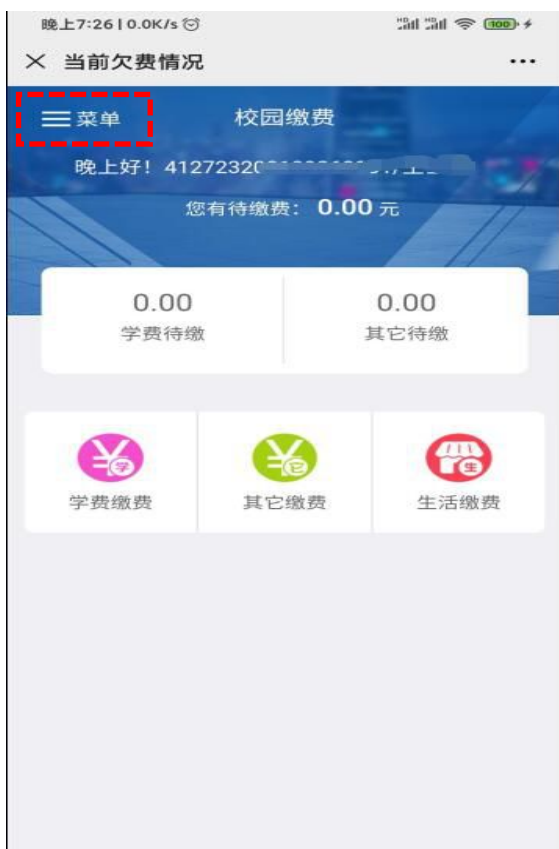 晚上7:26 | 0.0K/s
100
当前欠费情况
菜单
校园缴费
晚上好！4127232
您有待缴费：0.00 元
0.00 0.00
学费待缴 其它待缴
学 它 生
学费缴费 其它缴费 生活缴费